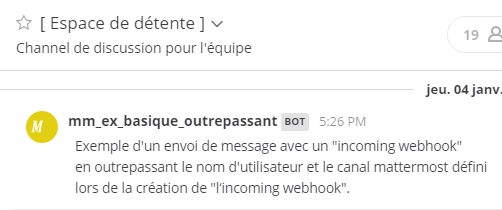 [ Espace de détente ]
Channel de discussion pour l'équipe
19
jeu. 04 janv.
M
mm_ex_basique_outrepassant BOT 5:26 PM
Exemple d'un envoi de message avec un "incoming webhook"
en outrepassant le nom d'utilisateur et le canal mattermost défini
lors de la création de "l'incoming webhook".